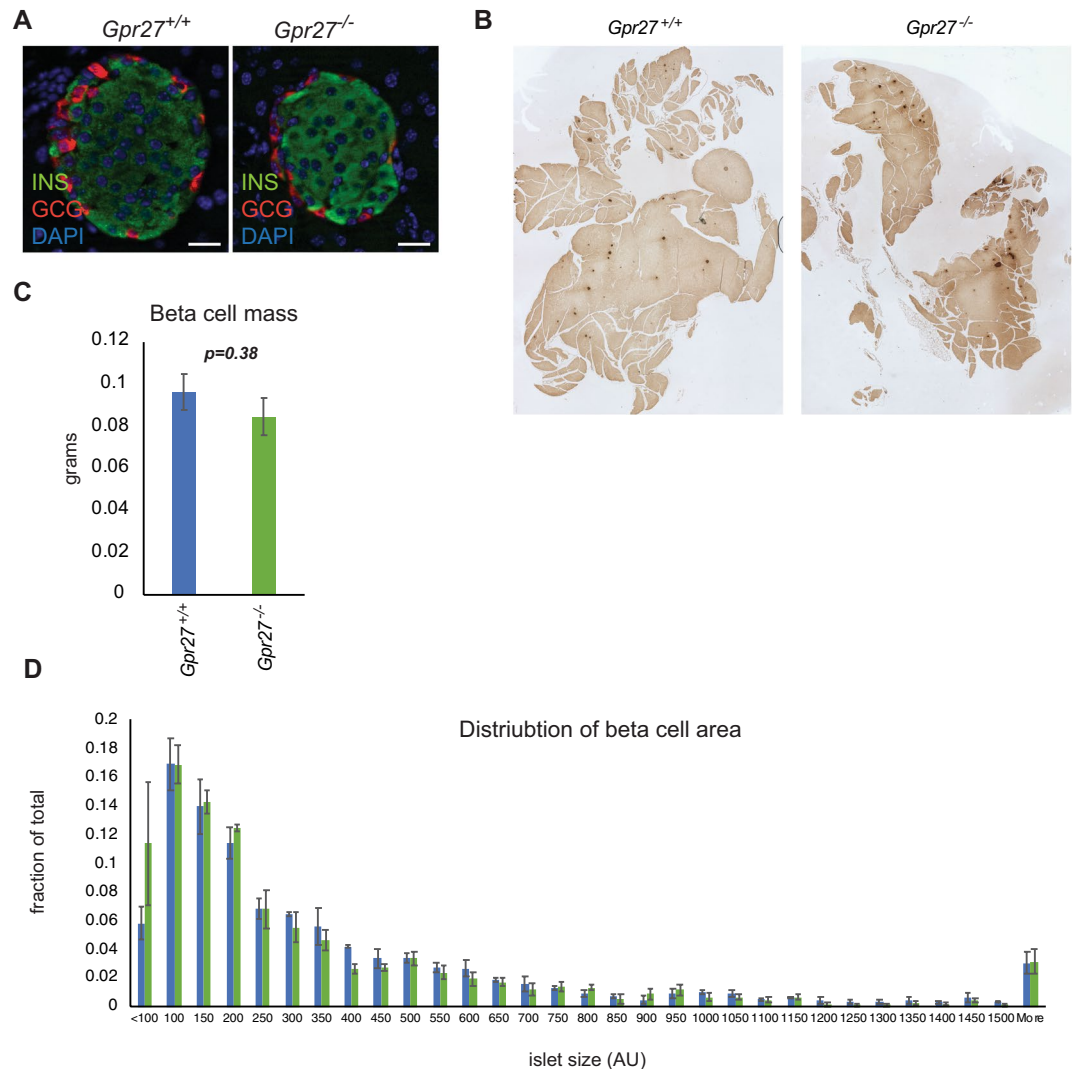 A
Gpr27+/+
Gpr27-/-
INS
GCG
DAPI
INS
GCG
DAPI
B
Gpr27+/+
Gpr27-/-
C
Beta cell mass
p=0.38
0.12
0.1
0.08
0.06
0.04
0.02
0
grams
Gpr27+/+
Gpr27-/-
D
Distriubtion of beta cell area
0.2
0.18
0.16
0.14
0.12
0.1
0.08
0.06
0.04
0.02
0
fraction of total
<100 100 150 200 250 300 350 400 450 500 550 600 650 700 750 800 850 900 950 1000 1050 1100 1150 1200 1250 1300 1350 1400 1450 1500 More
islet size (AU)